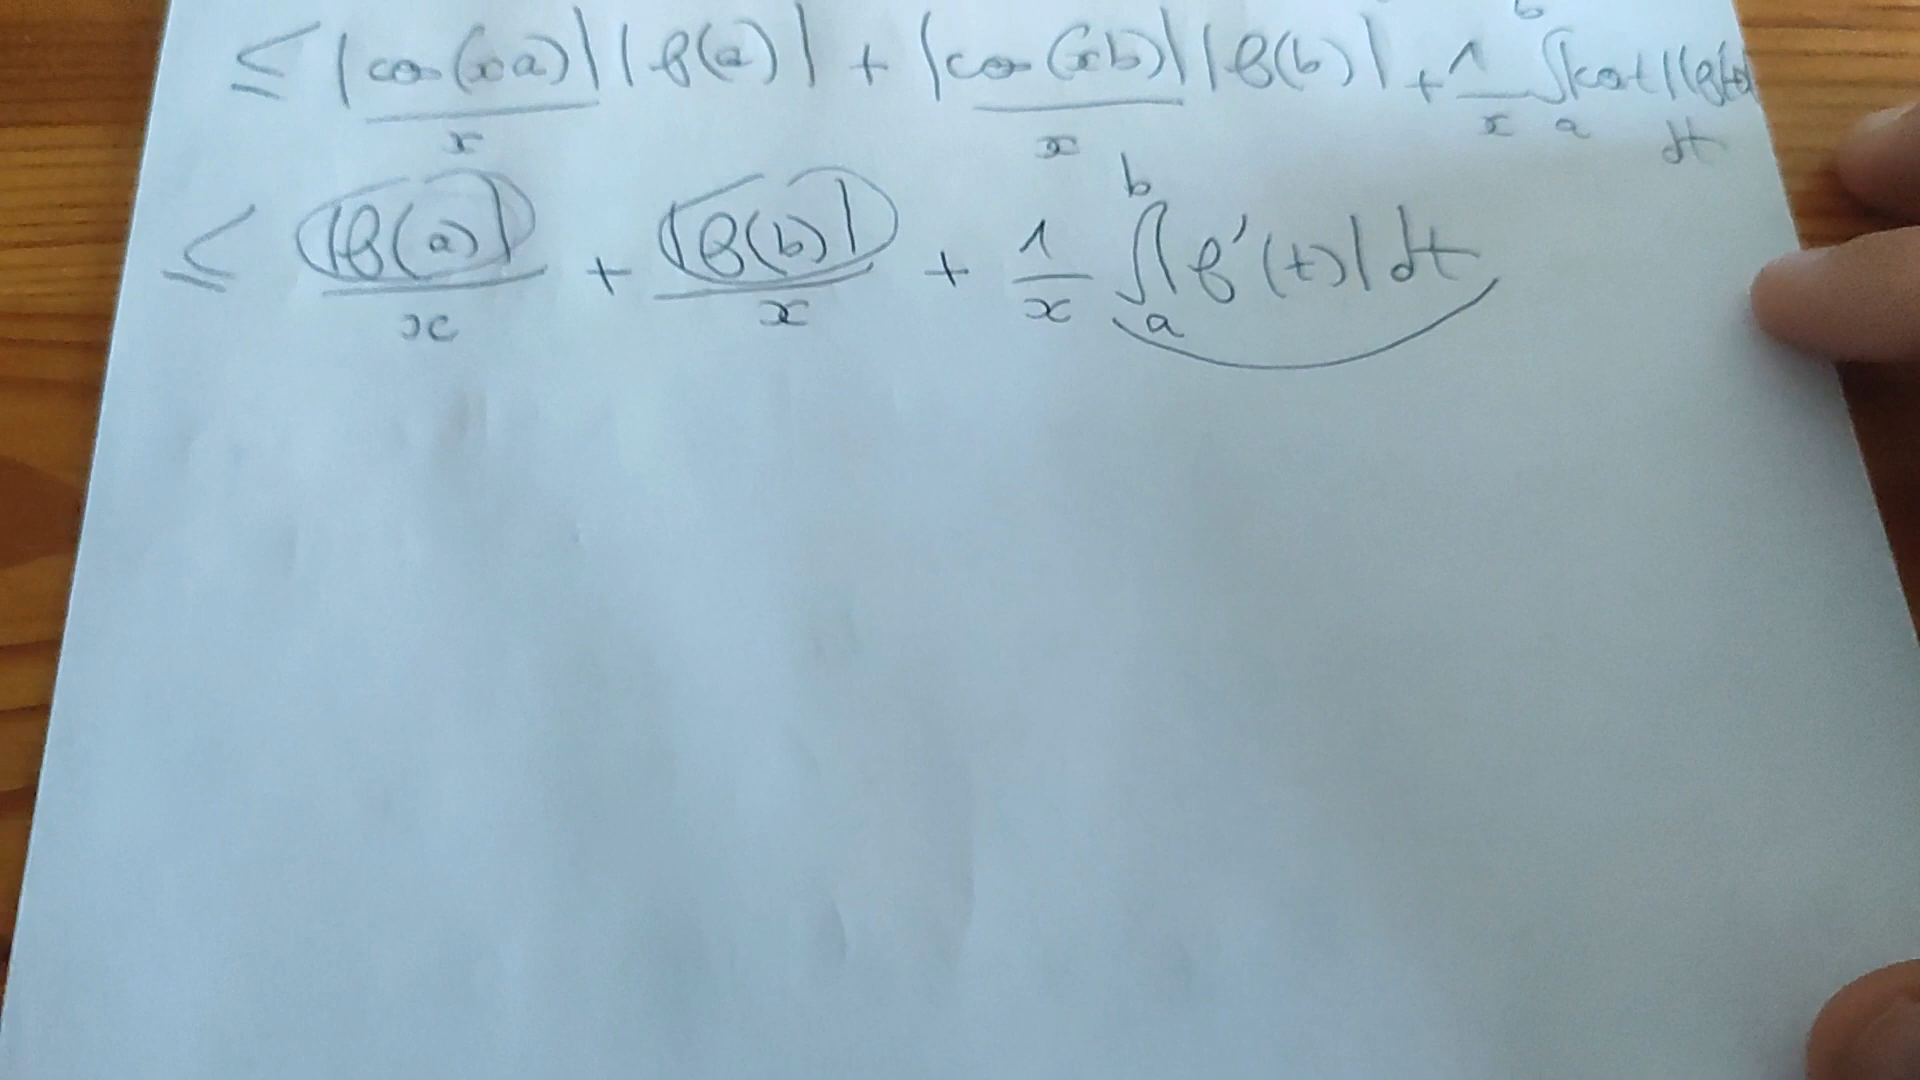 ≤ |cos(xa)|/x |f(a)| + |cos(xb)|/x |f(b)| + 1/x ∫_a^b |cos t| |f'(t)| dt
≤ |f(a)|/x + |f(b)|/x + 1/x ∫_a^b |f'(t)| dt